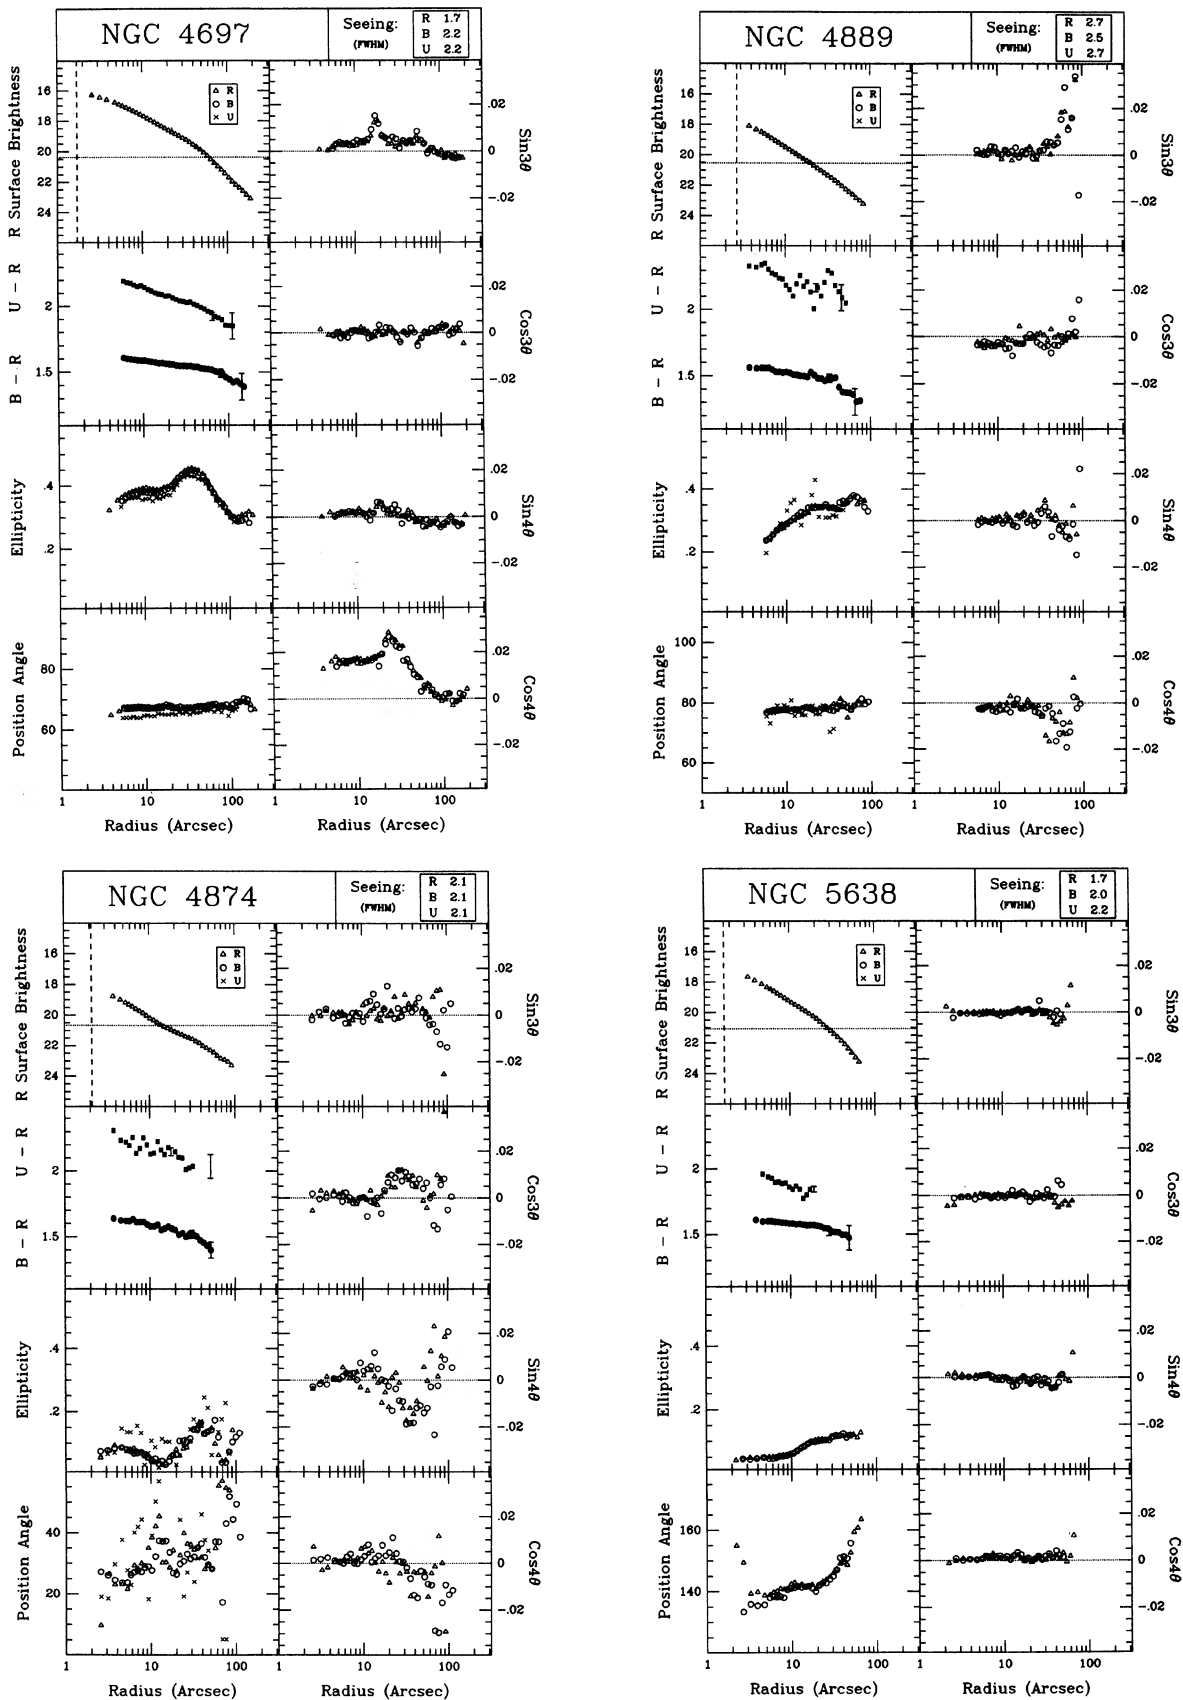 NGC 4697
Seeing:
(FWHM)
R 1.7
B 2.2
U 2.2
R Surface Brightness
16
18
20
22
24
R
B
U
.02
0
-.02
Sin3θ
U - R
B - R
2
1.5
.02
0
-.02
Cos3θ
Ellipticity
.4
.2
.02
0
-.02
Sin4θ
Position Angle
80
60
.02
0
-.02
Cos4θ
1 10 100 1 10 100
Radius (Arcsec) Radius (Arcsec)
NGC 4889
Seeing:
(FWHM)
R 2.7
B 2.5
U 2.7
R Surface Brightness
16
18
20
22
24
R
B
U
.02
0
-.02
Sin3θ
U - R
B - R
2
1.5
.02
0
-.02
Cos3θ
Ellipticity
.4
.2
.02
0
-.02
Sin4θ
Position Angle
100
80
60
.02
0
-.02
Cos4θ
1 10 100 1 10 100
Radius (Arcsec) Radius (Arcsec)
NGC 4874
Seeing:
(FWHM)
R 2.1
B 2.1
U 2.1
R Surface Brightness
16
18
20
22
24
R
B
U
.02
0
-.02
Sin3θ
U - R
B - R
2
1.5
.02
0
-.02
Cos3θ
Ellipticity
.4
.2
.02
0
-.02
Sin4θ
Position Angle
40
20
.02
0
-.02
Cos4θ
1 10 100 1 10 100
Radius (Arcsec) Radius (Arcsec)
NGC 5638
Seeing:
(FWHM)
R 1.7
B 2.0
U 2.2
R Surface Brightness
16
18
20
22
24
R
B
U
.02
0
-.02
Sin3θ
U - R
B - R
2
1.5
.02
0
-.02
Cos3θ
Ellipticity
.4
.2
.02
0
-.02
Sin4θ
Position Angle
160
140
.02
0
-.02
Cos4θ
1 10 100 1 10 100
Radius (Arcsec) Radius (Arcsec)